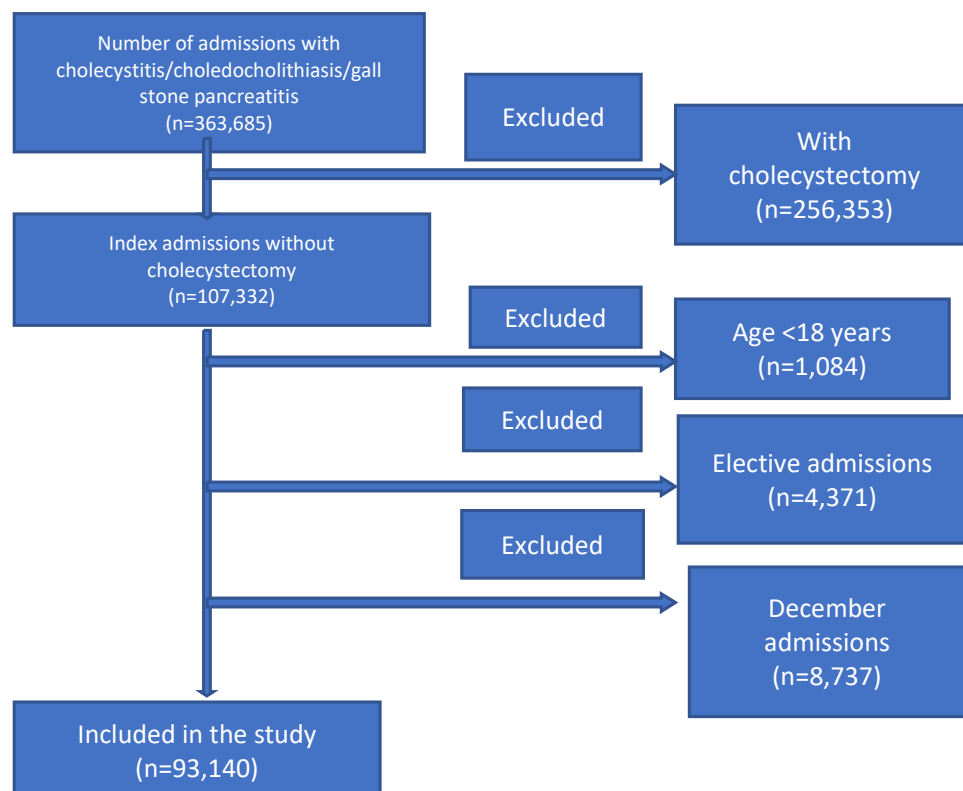 Number of admissions with
cholecystitis/choledocholithiasis/gall
stone pancreatitis
(n=363,685)
Excluded
With
cholecystectomy
(n=256,353)
Index admissions without
cholecystectomy
(n=107,332)
Excluded
Age <18 years
(n=1,084)
Excluded
Elective admissions
(n=4,371)
Excluded
December
admissions
(n=8,737)
Included in the study
(n=93,140)